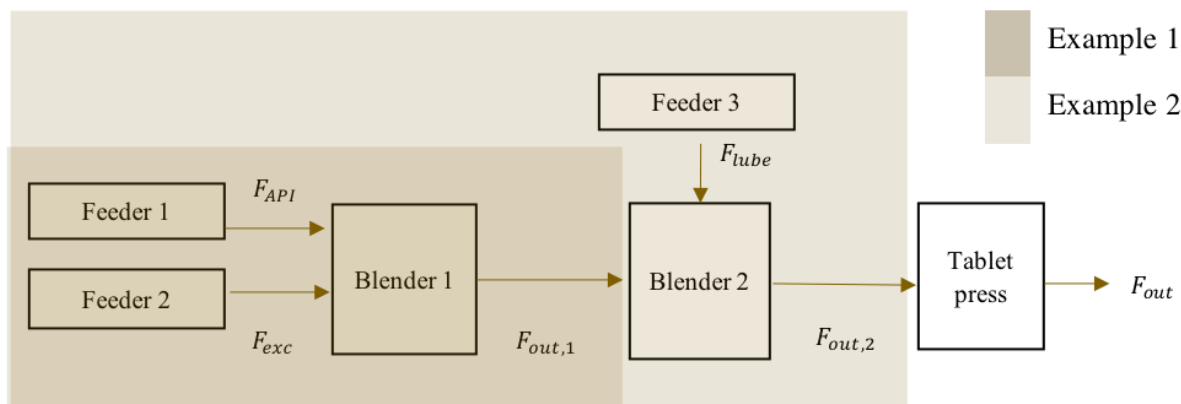 Example 1
Example 2
Feeder 3
F_lube
Feeder 1
F_API
Feeder 2
F_exc
Blender 1
F_out,1
Blender 2
F_out,2
Tablet
press
F_out